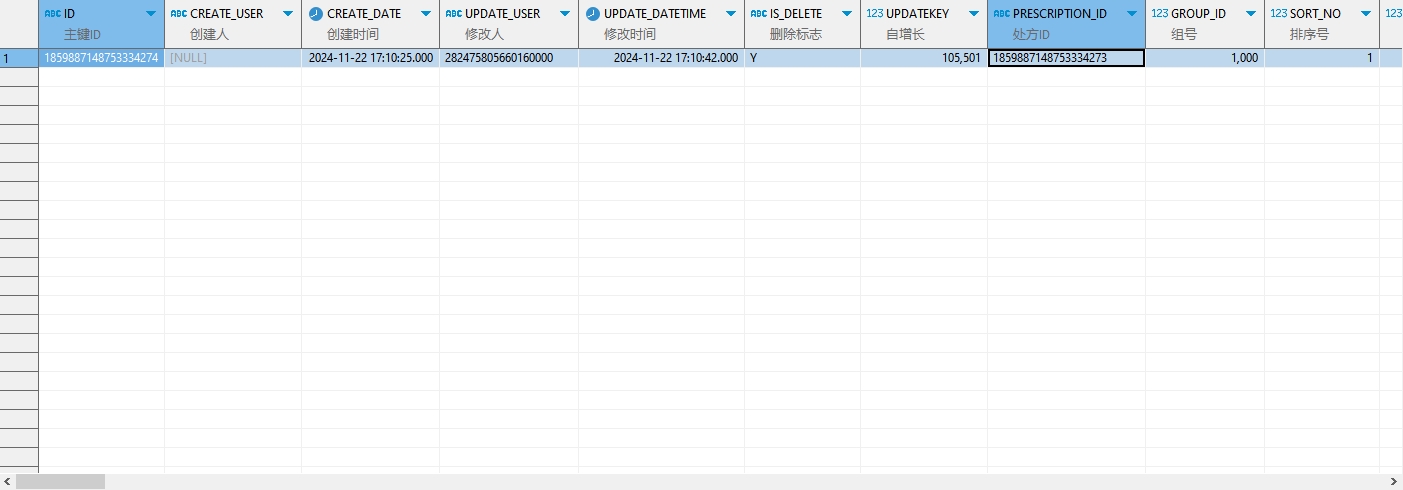 ABC ID ABC CREATE_USER CREATE_DATE ABC UPDATE_USER UPDATE_DATETIME ABC IS_DELETE 123 UPDATEKEY ABC PRESCRIPTION_ID 123 GROUP_ID 123 SORT_NO 123
主键ID 创建人 创建时间 修改人 修改时间 删除标志 自增长 处方ID 组号 排序号
1 1859887148753334274 [NULL] 2024-11-22 17:10:25.000 282475805660160000 2024-11-22 17:10:42.000 Y 105,501 1859887148753334273 1,000 1